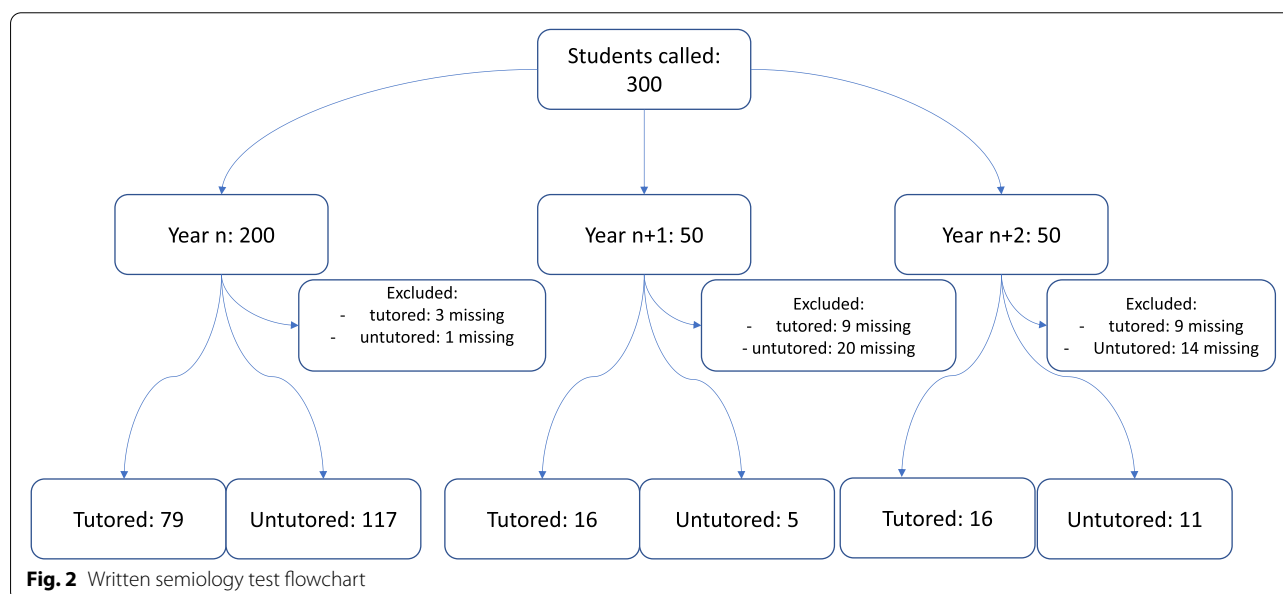 Students called:
300
Year n: 200
Year n+1: 50
Year n+2: 50
Excluded:
- tutored: 3 missing
- untutored: 1 missing
Excluded:
- tutored: 9 missing
- untutored: 20 missing
Excluded:
- tutored: 9 missing
- Untutored: 14 missing
Tutored: 79
Untutored: 117
Tutored: 16
Untutored: 5
Tutored: 16
Untutored: 11
Fig. 2 Written semiology test flowchart